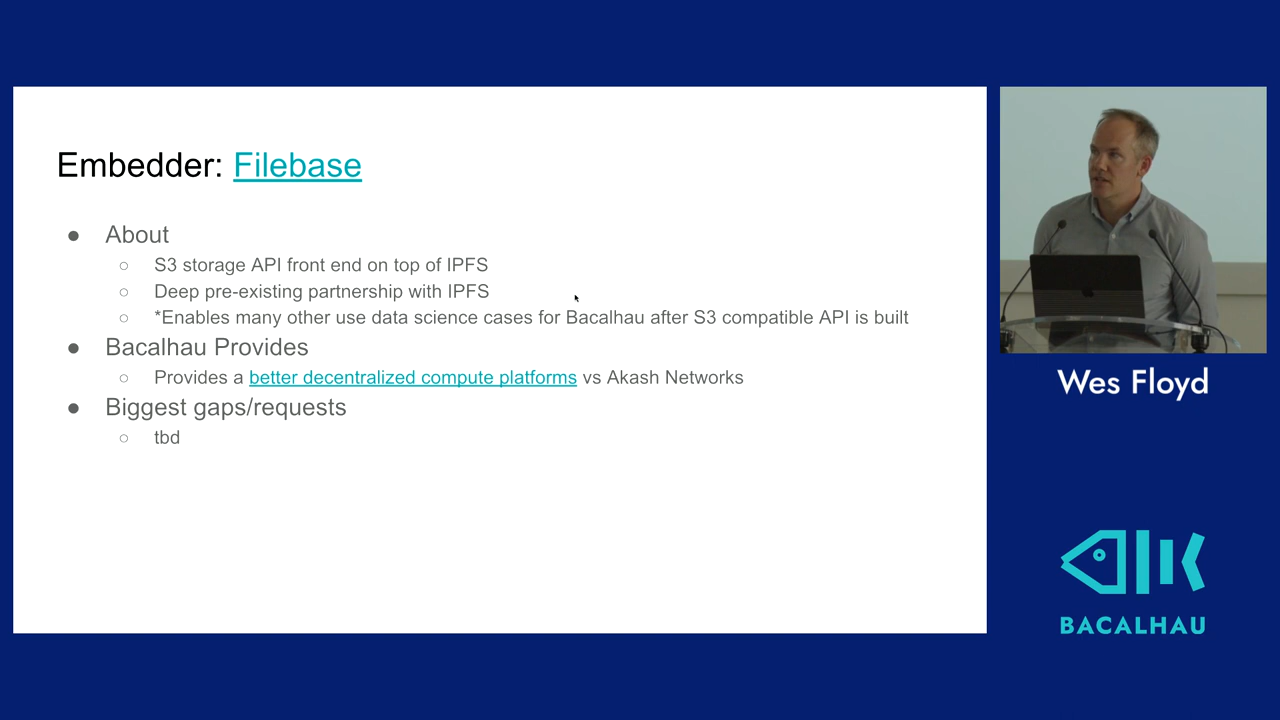 Embedder: Filebase
● About
○ S3 storage API front end on top of IPFS
○ Deep pre-existing partnership with IPFS
○ *Enables many other use data science cases for Bacalhau after S3 compatible API is built
● Bacalhau Provides
○ Provides a better decentralized compute platforms vs Akash Networks
● Biggest gaps/requests
○ tbd
Wes Floyd
BACALHAU